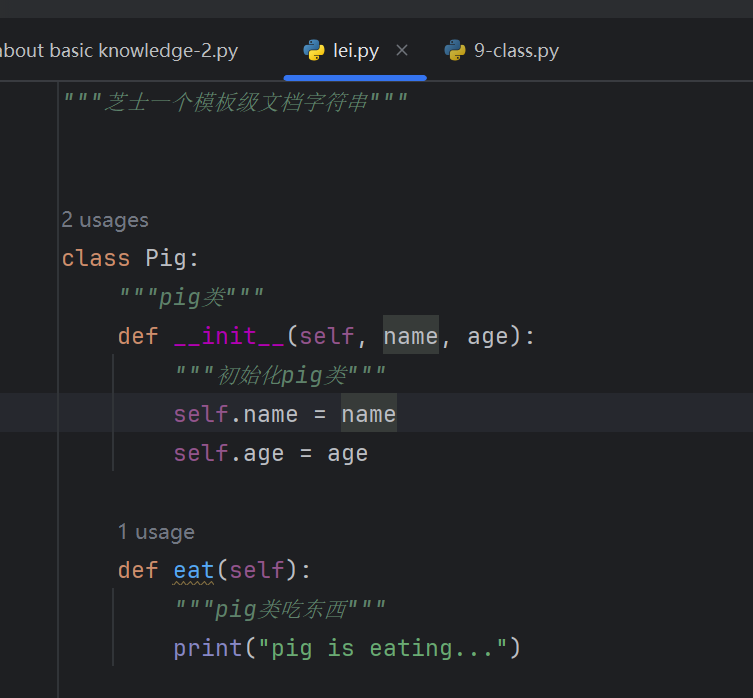 about basic knowledge-2.py lei.py 9-class.py
"""芝士一个模板级文档字符串"""
2 usages
class Pig:
"""pig类"""
def __init__(self, name, age):
"""初始化pig类"""
self.name = name
self.age = age
1 usage
def eat(self):
"""pig类吃东西"""
print("pig is eating...")